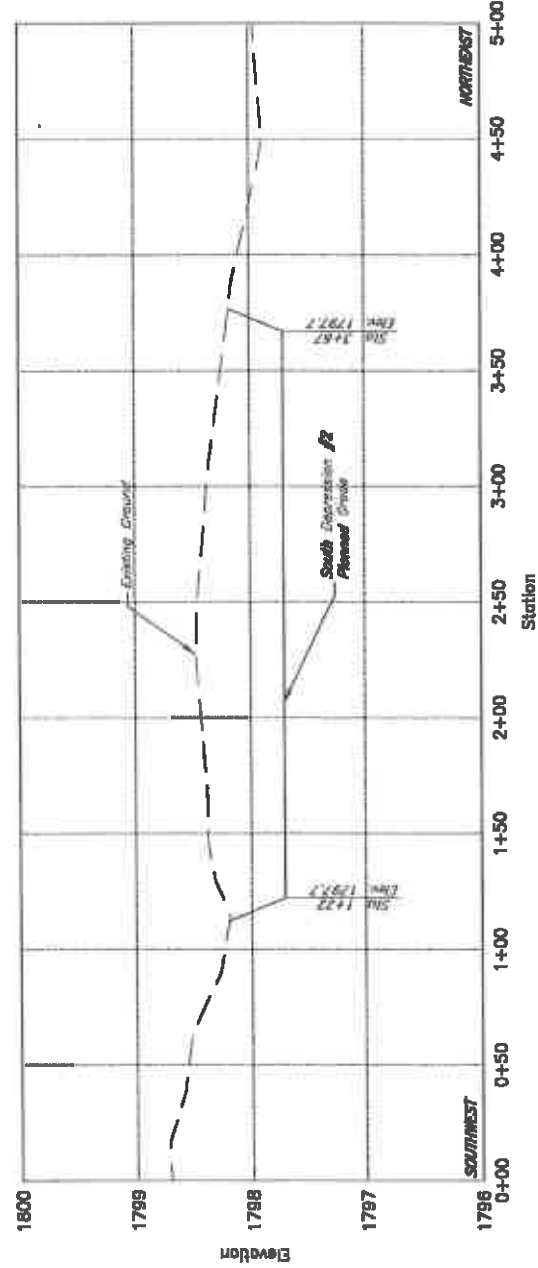 1800
1799
1798
1797
1796
Elevation
0+00
0+50
1+00
1+50
2+00
2+50
3+00
3+50
4+00
4+50
5+00
Station
SOUTHWEST
NORTHEAST
Existing Ground
South Depression #2
Planned Grade
Sta 1+22
Elev. 1797.7
Sta 3+67
Elev. 1797.7